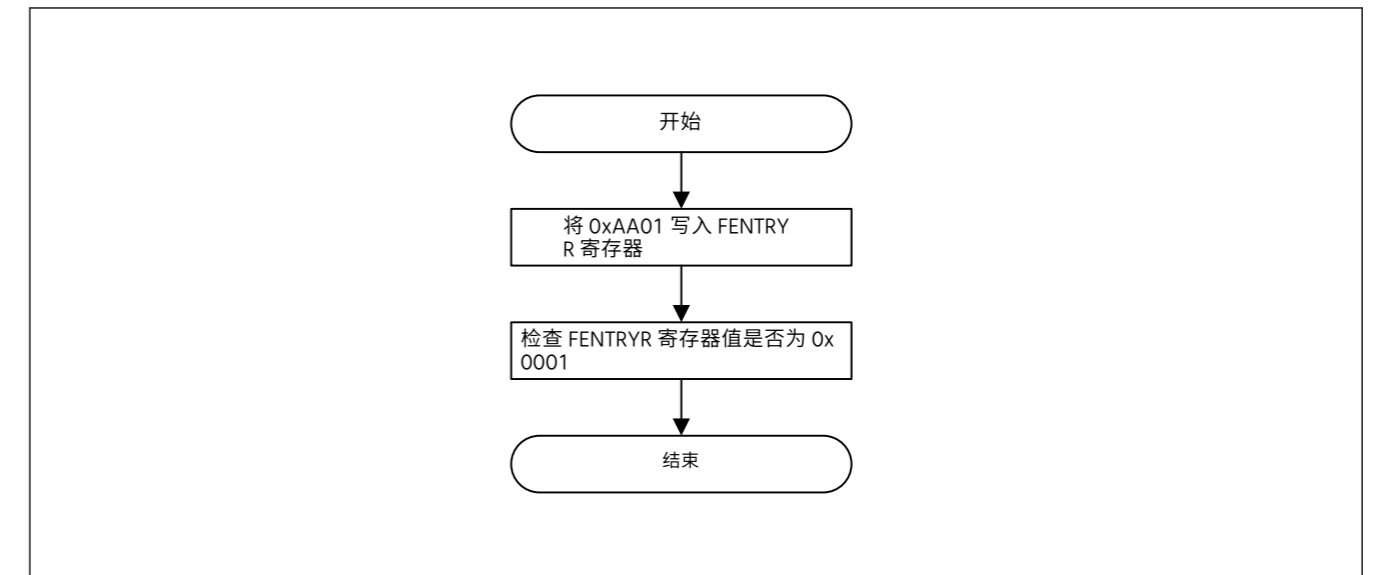 开始
将 0xAA01 写入 FENTRY
R 寄存器
检查 FENTRYR 寄存器值是否为 0x
0001
结束